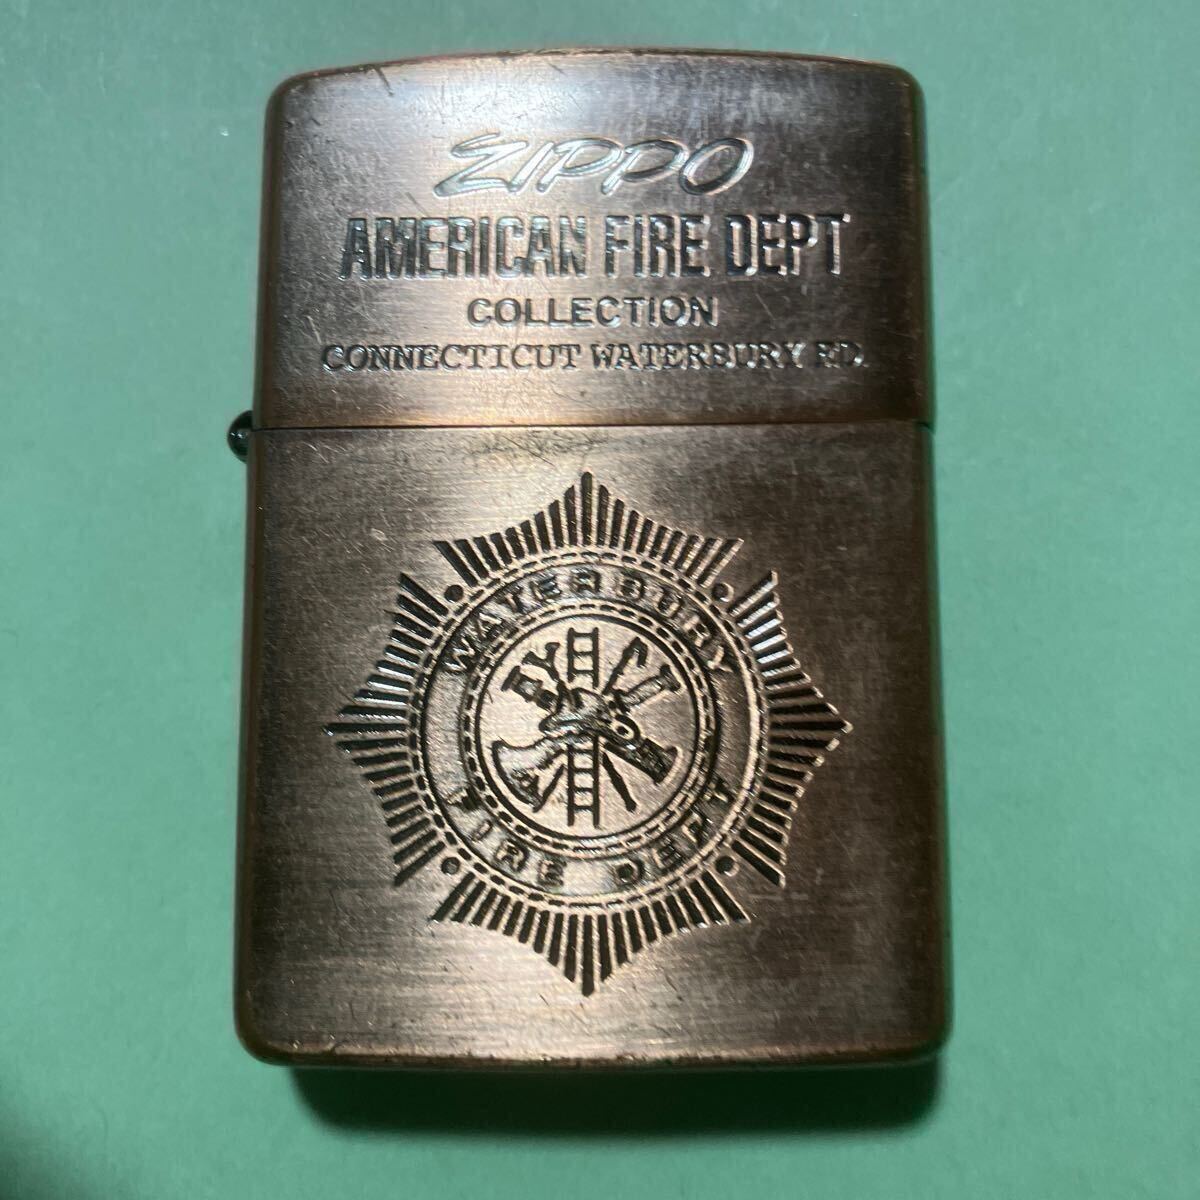 ZIPPO
AMERICAN FIRE DEPT
COLLECTION
CONNECTICUT WATERBURY F.D.
WATERBURY
FIRE DEPT